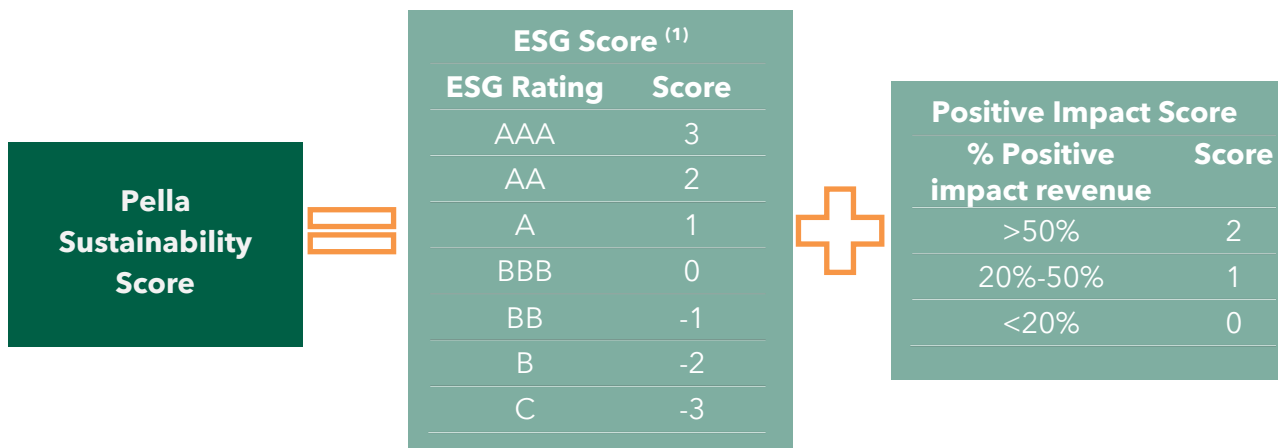 Pella
Sustainability
Score
ESG Score (1)
ESG Rating Score
AAA 3
AA 2
A 1
BBB 0
BB -1
B -2
C -3
Positive Impact Score
% Positive Score
impact revenue
>50% 2
20%-50% 1
<20% 0